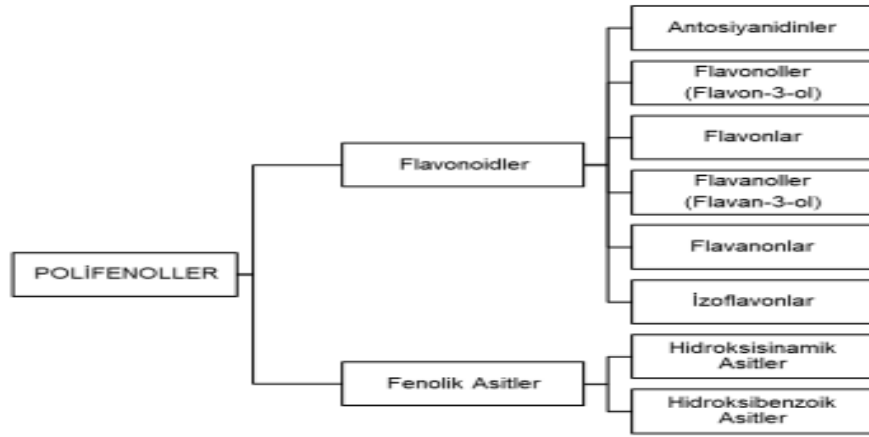 POLİFENOLLER
Flavonoidler
Antosiyanidinler
Flavonoller
(Flavon-3-ol)
Flavonlar
Flavanoller
(Flavan-3-ol)
Flavanonlar
İzoflavonlar
Fenolik Asitler
Hidroksisinamik
Asitler
Hidroksibenzoik
Asitler